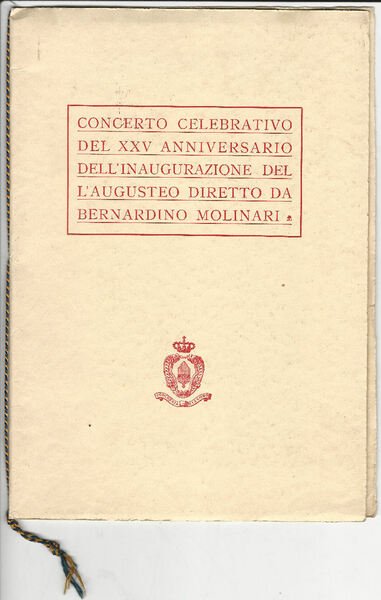 CONCERTO CELEBRATIVO
DEL XXV ANNIVERSARIO
DELL'INAUGURAZIONE DEL
L'AUGUSTEO DIRETTO DA
BERNARDINO MOLINARI